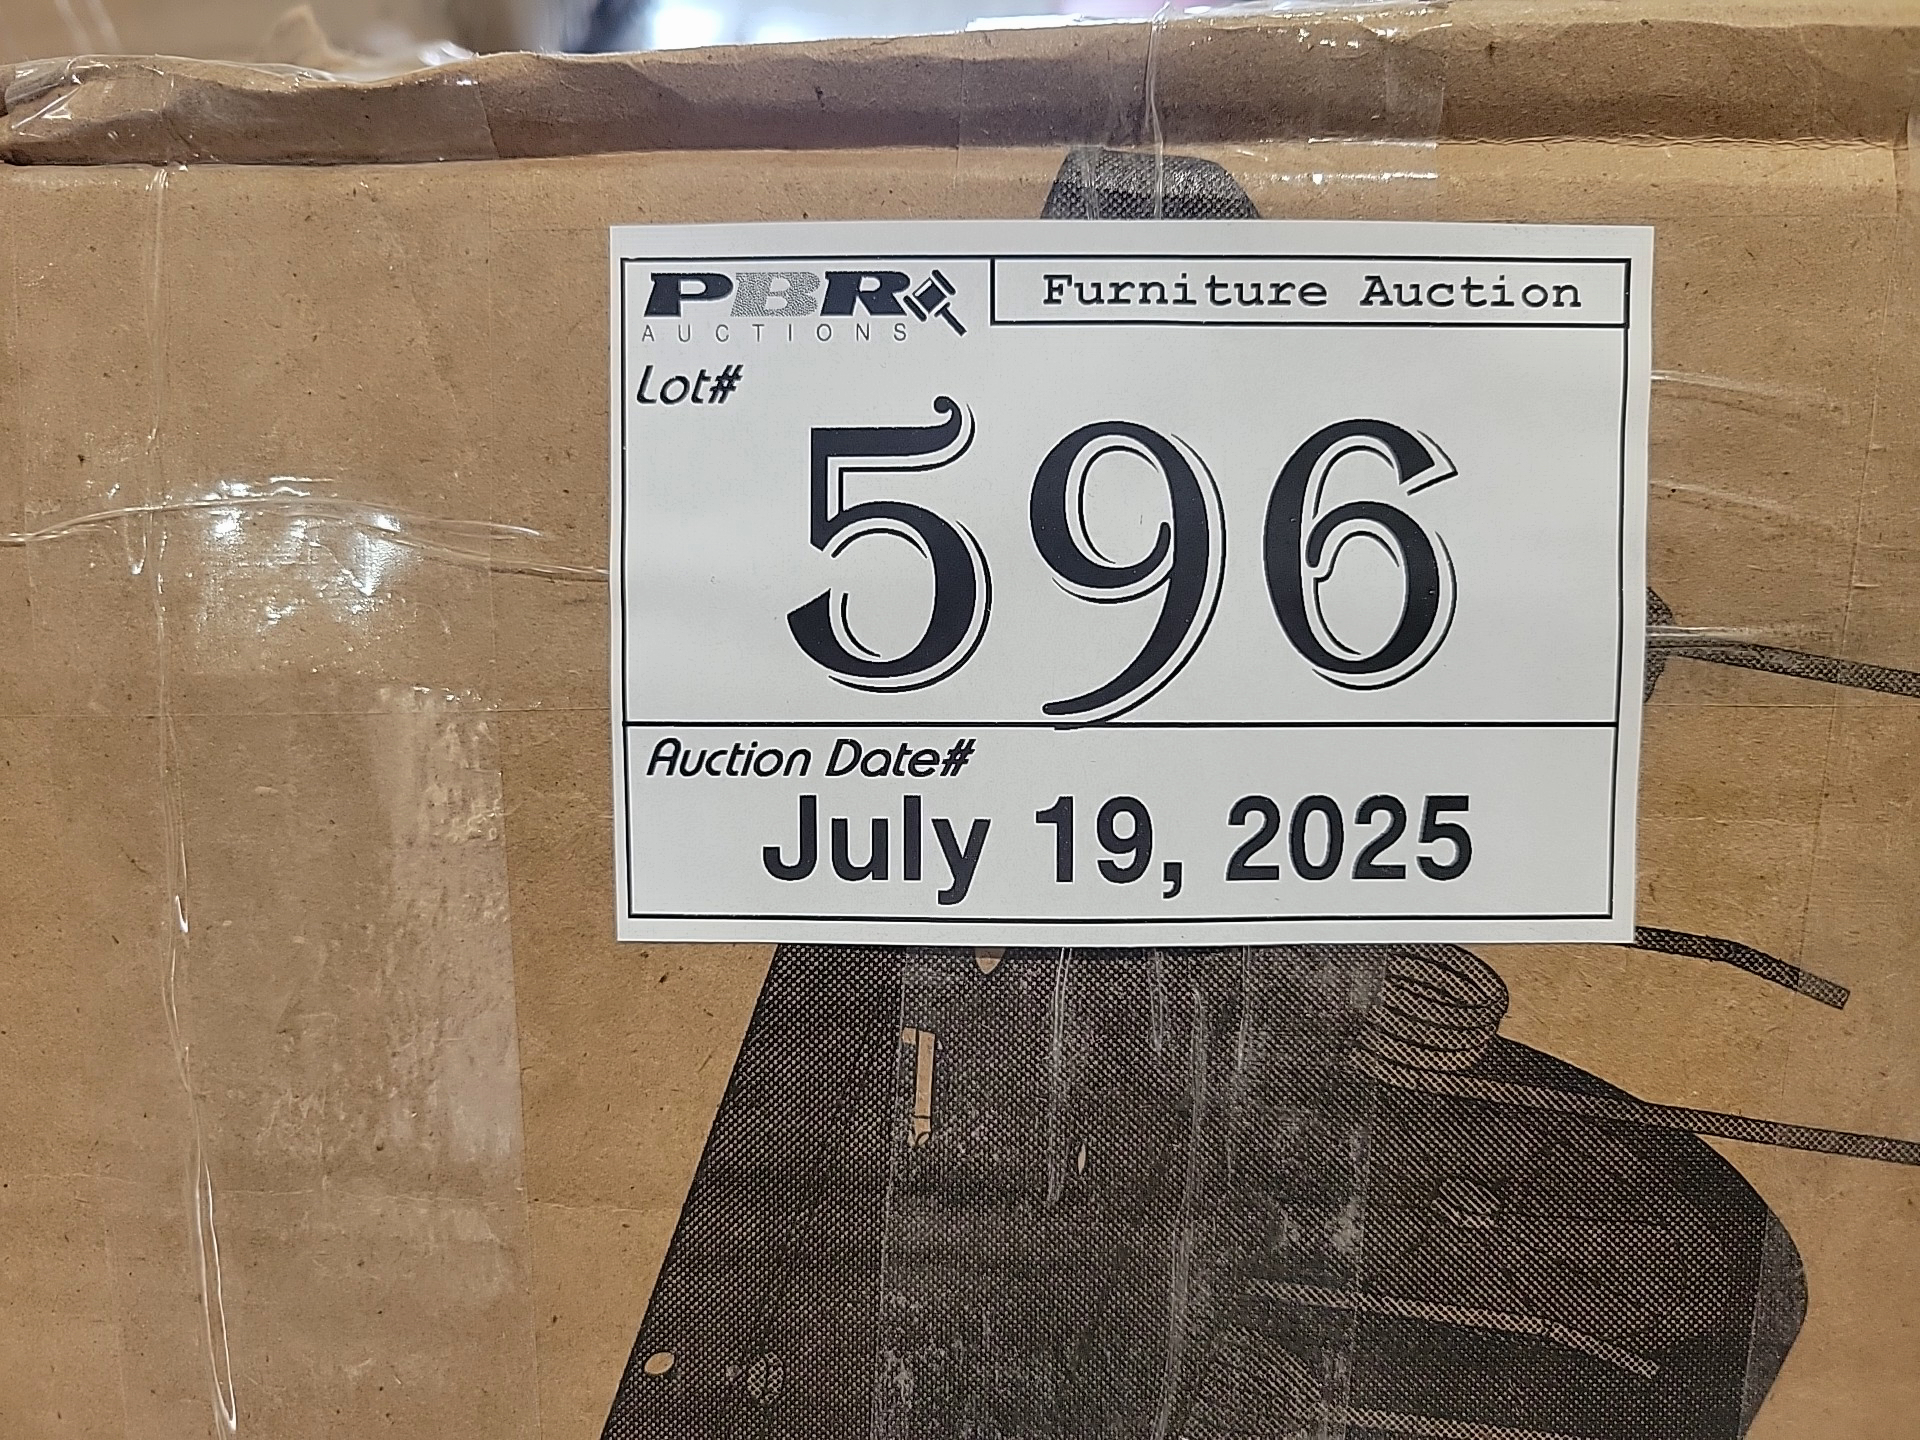 PBR
AUCTIONS
Furniture Auction
Lot#
596
Auction Date#
July 19, 2025